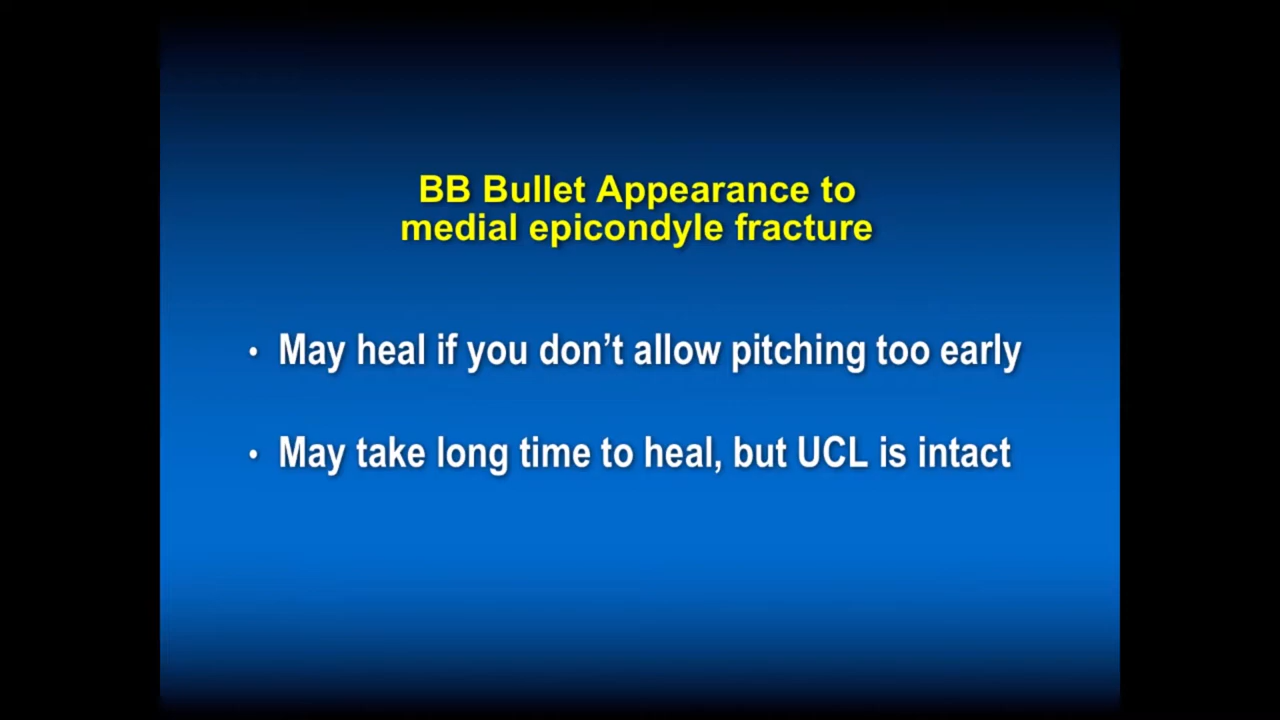 BB Bullet Appearance to
medial epicondyle fracture
• May heal if you don’t allow pitching too early
• May take long time to heal, but UCL is intact